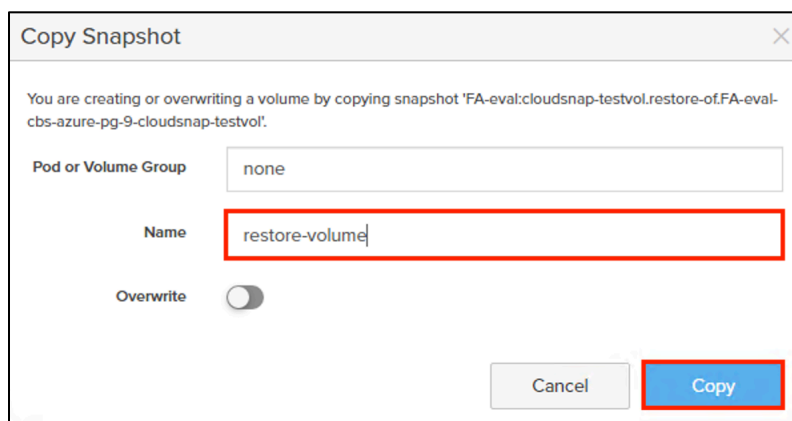 Copy Snapshot
You are creating or overwriting a volume by copying snapshot 'FA-eval:cloudsnap-testvol.restore-of.FA-eval-
cbs-azure-pg-9-cloudsnap-testvol'.
Pod or Volume Group
none
Name
restore-volume
Overwrite
Cancel
Copy